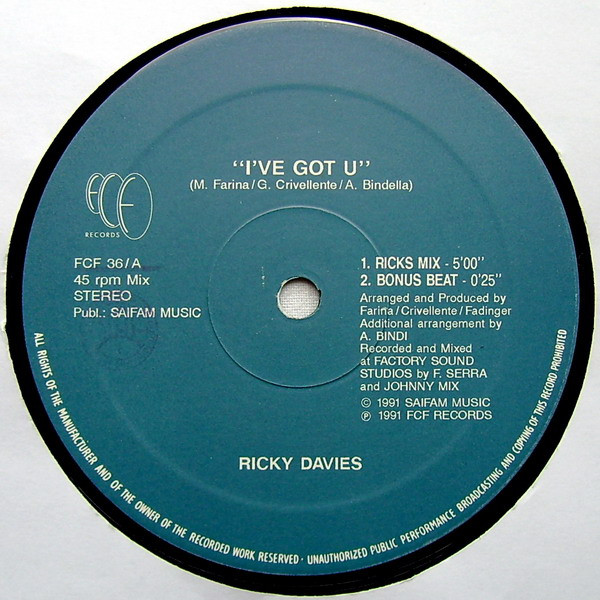 “I'VE GOT U”
(M. Farina/G. Crivellente/A. Bindella)
FCF
RECORDS
FCF 36/A
45 rpm Mix
STEREO
Publ.: SAIFAM MUSIC
1. RICKS MIX - 5'00"
2. BONUS BEAT - 0'25"
Arranged and Produced by
Farina/Crivellente/Fadinger
Additional arrangement by
A. BINDI
Recorded and Mixed
at FACTORY SOUND
STUDIOS by F. SERRA
and JOHNNY MIX
© 1991 SAIFAM MUSIC
℗ 1991 FCF RECORDS
RICKY DAVIES
ALL RIGHTS OF THE MANUFACTURER AND OF THE OWNER OF THE RECORDED WORK RESERVED · UNAUTHORIZED PUBLIC PERFORMANCE BROADCASTING AND COPYING OF THIS RECORD PROHIBITED